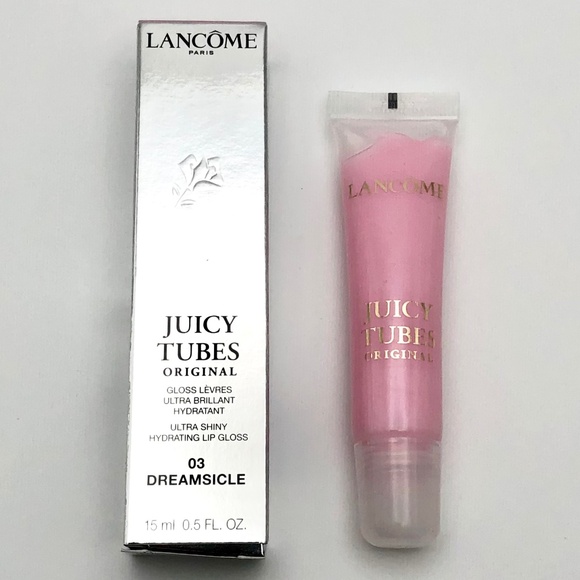 LANCÔME
PARIS
JUICY
TUBES
ORIGINAL
GLOSS LÈVRES
ULTRA BRILLANT
HYDRATANT
ULTRA SHINY
HYDRATING LIP GLOSS
03
DREAMSICLE
15 ml 0.5 FL. OZ.
LANCÔME
JUICY
TUBES
ORIGINAL